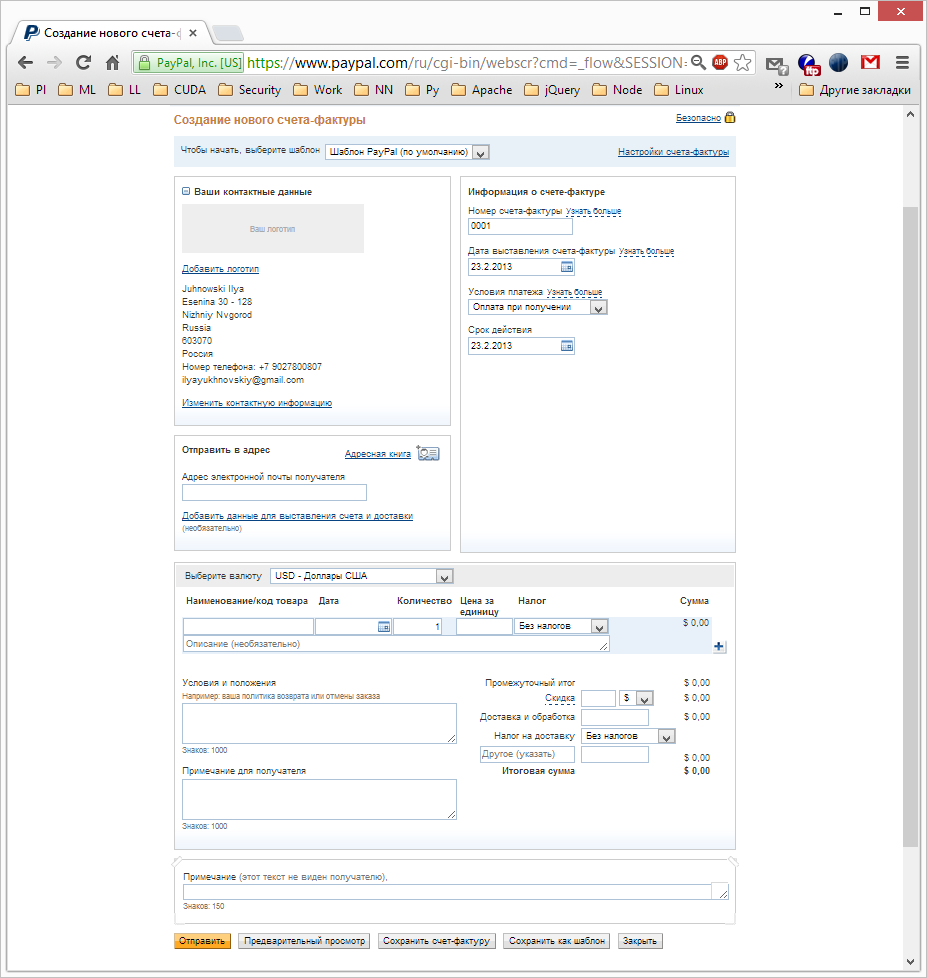 Создание нового счета-ф
PayPal, Inc. [US] https://www.paypal.com/ru/cgi-bin/webscr?cmd=_flow&SESSION:
ABP
np
PI ML LL CUDA Security Work NN Py Apache jQuery Node Linux » Другие закладки
Создание нового счета-фактуры
Безопасно
Чтобы начать, выберите шаблон Шаблон PayPal (по умолчанию)
Настройки счета-фактуры
Ваши контактные данные
Ваш логотип
Добавить логотип
Juhnowski Ilya
Esenina 30 - 128
Nizhniy Nvgorod
Russia
603070
Россия
Номер телефона: +7 9027800807
ilyayukhnovskiy@gmail.com
Изменить контактную информацию
Информация о счете-фактуре
Номер счета-фактуры Узнать больше
0001
Дата выставления счета-фактуры Узнать больше
23.2.2013
Условия платежа Узнать больше
Оплата при получении
Срок действия
23.2.2013
Отправить в адрес
Адресная книга
Адрес электронной почты получателя
Добавить данные для выставления счета и доставки
(необязательно)
Выберите валюту USD - Доллары США
Наименование/код товара Дата Количество Цена за единицу Налог Сумма
1 Без налогов $ 0,00
Описание (необязательно)
Условия и положения
Например: ваша политика возврата или отмены заказа
Знаков: 1000
Примечание для получателя
Знаков: 1000
Промежуточный итог $ 0,00
Скидка $ $ 0,00
Доставка и обработка $ 0,00
Налог на доставку Без налогов
Другое (указать) $ 0,00
Итоговая сумма $ 0,00
Примечание (этот текст не виден получателю),
Знаков: 150
Отправить Предварительный просмотр Сохранить счет-фактуру Сохранить как шаблон Закрыть